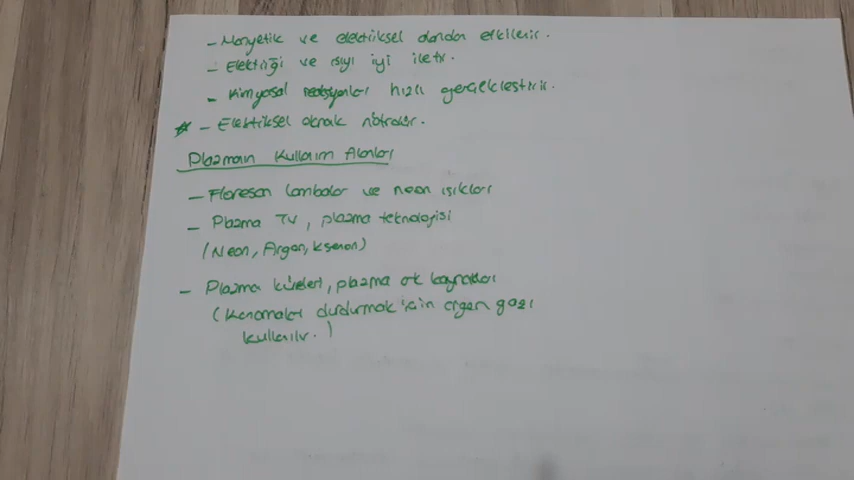 - Manyetik ve elektriksel alandan etkilenir.
- Elektriği ve ısıyı iyi iletir.
- Kimyasal reaksiyonlar hızlı gerçekleştirir.
* - Elektriksel olarak nötrdür.
Plazmanın Kullanım Alanları
- Floresan lambalar ve neon ışıkları
- Plazma TV, plazma teknolojisi
(Neon, Argon, Ksenon)
- Plazma küreleri, plazma ark kaynakları
(Kanamaları durdurmak için argon gazı
kullanılır.)